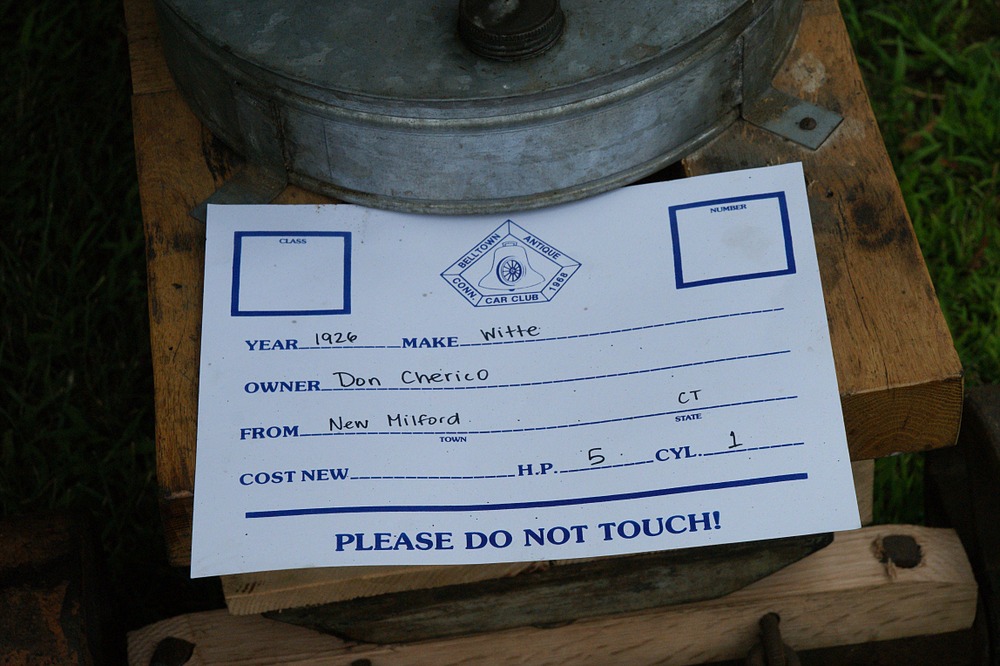 CLASS
BELLTOWN ANTIQUE
CONN. CAR CLUB 1968
NUMBER
YEAR 1926 MAKE Witte
OWNER Don Cherico
FROM New Milford CT
TOWN STATE
COST NEW H.P. 5 CYL. 1
PLEASE DO NOT TOUCH!